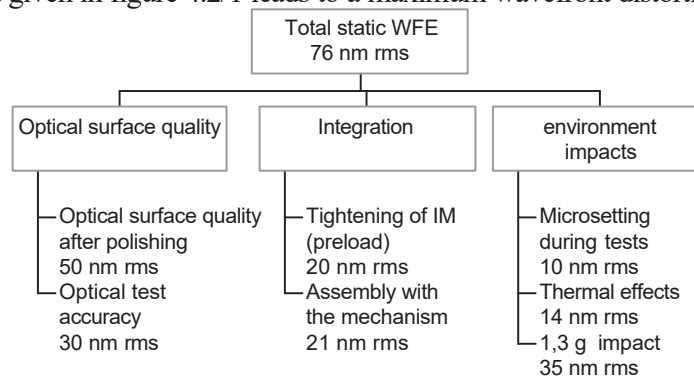 given in figure 4.2/1 leads to a maximum wavefront distor
Total static WFE
76 nm rms
Optical surface quality
Integration
environment
impacts
Optical surface quality
after polishing
50 nm rms
Optical test
accuracy
30 nm rms
Tightening of IM
(preload)
20 nm rms
Assembly with
the mechanism
21 nm rms
Microsetting
during tests
10 nm rms
Thermal effects
14 nm rms
1,3 g impact
35 nm rms